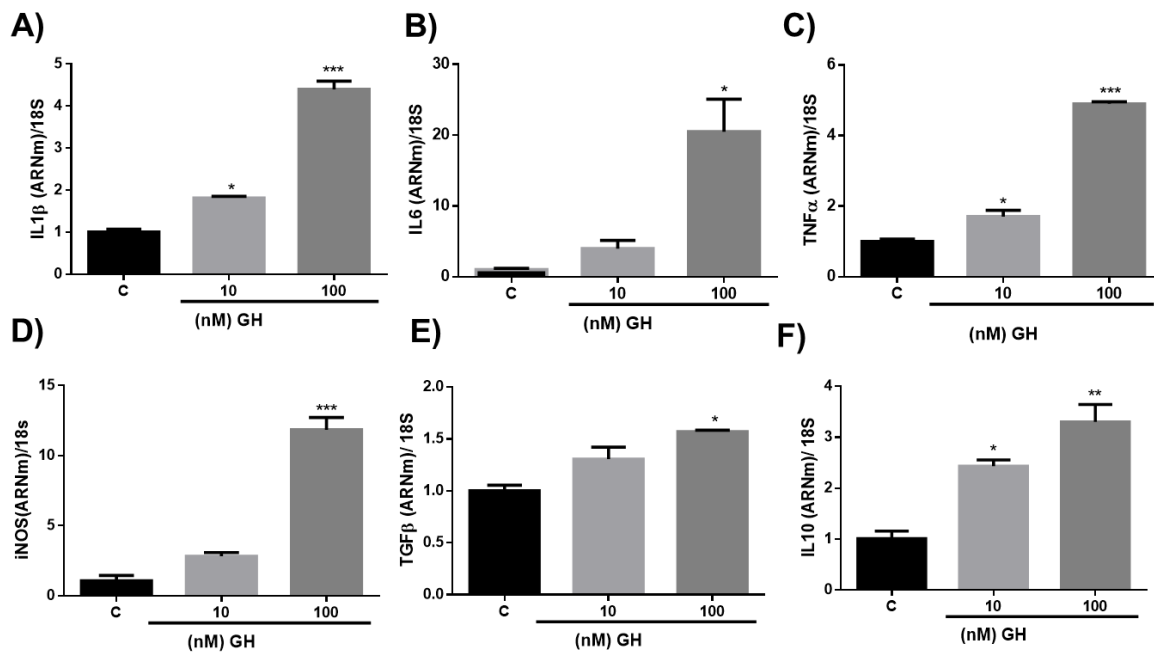 A)
IL1β (ARNm)/18S
5
4
3
2
1
0
*
***
C
10
100
(nM) GH
B)
IL6 (ARNm)/18S
30
20
10
0
*
C
10
100
(nM) GH
C)
TNFα (ARNm)/18S
6
4
2
0
*
***
C
10
100
(nM) GH
D)
iNOS(ARNm)/18s
15
10
5
0
***
C
10
100
(nM) GH
E)
TGFβ (ARNm)/ 18S
2.0
1.5
1.0
0.5
0.0
*
C
10
100
(nM) GH
F)
IL10 (ARNm)/ 18S
4
3
2
1
0
*
**
C
10
100
(nM) GH